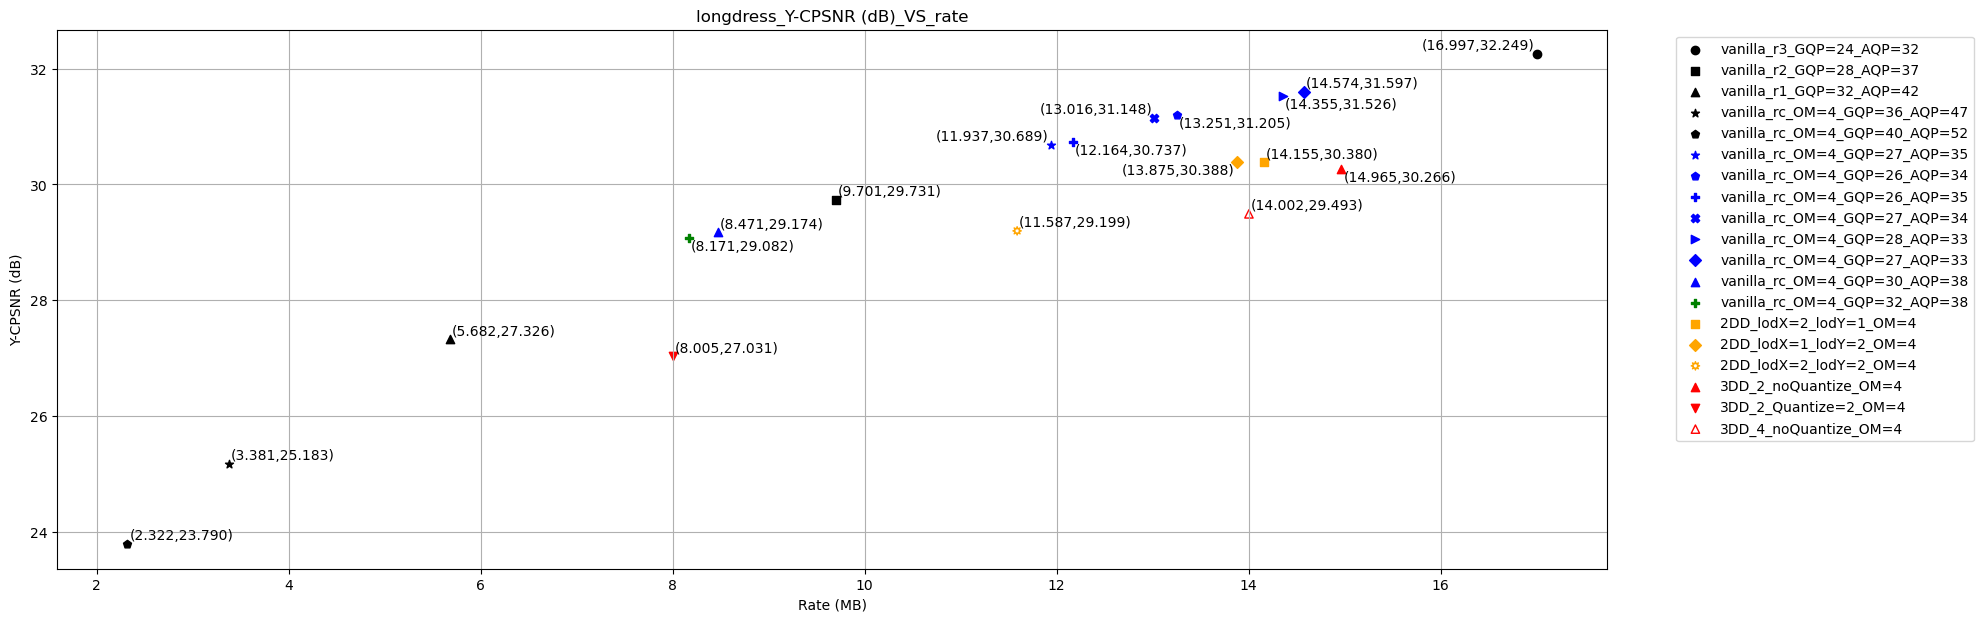 longdress_Y-CPSNR (dB)_VS_rate
Y-CPSNR (dB)
32
30
28
26
24
(16.997,32.249)
(14.574,31.597)
(14.355,31.526)
(13.016,31.148)
(13.251,31.205)
(11.937,30.689)
(12.164,30.737)
(14.155,30.380)
(13.875,30.388)
(14.965,30.266)
(9.701,29.731)
(14.002,29.493)
(8.471,29.174)
(11.587,29.199)
(8.171,29.082)
(5.682,27.326)
(8.005,27.031)
(3.381,25.183)
(2.322,23.790)
2 4 6 8 10 12 14 16
Rate (MB)
vanilla_r3_GQP=24_AQP=32
vanilla_r2_GQP=28_AQP=37
vanilla_r1_GQP=32_AQP=42
vanilla_rc_OM=4_GQP=36_AQP=47
vanilla_rc_OM=4_GQP=40_AQP=52
vanilla_rc_OM=4_GQP=27_AQP=35
vanilla_rc_OM=4_GQP=26_AQP=34
vanilla_rc_OM=4_GQP=26_AQP=35
vanilla_rc_OM=4_GQP=27_AQP=34
vanilla_rc_OM=4_GQP=28_AQP=33
vanilla_rc_OM=4_GQP=27_AQP=33
vanilla_rc_OM=4_GQP=30_AQP=38
vanilla_rc_OM=4_GQP=32_AQP=38
2DD_lodX=2_lodY=1_OM=4
2DD_lodX=1_lodY=2_OM=4
2DD_lodX=2_lodY=2_OM=4
3DD_2_noQuantize_OM=4
3DD_2_Quantize=2_OM=4
3DD_4_noQuantize_OM=4